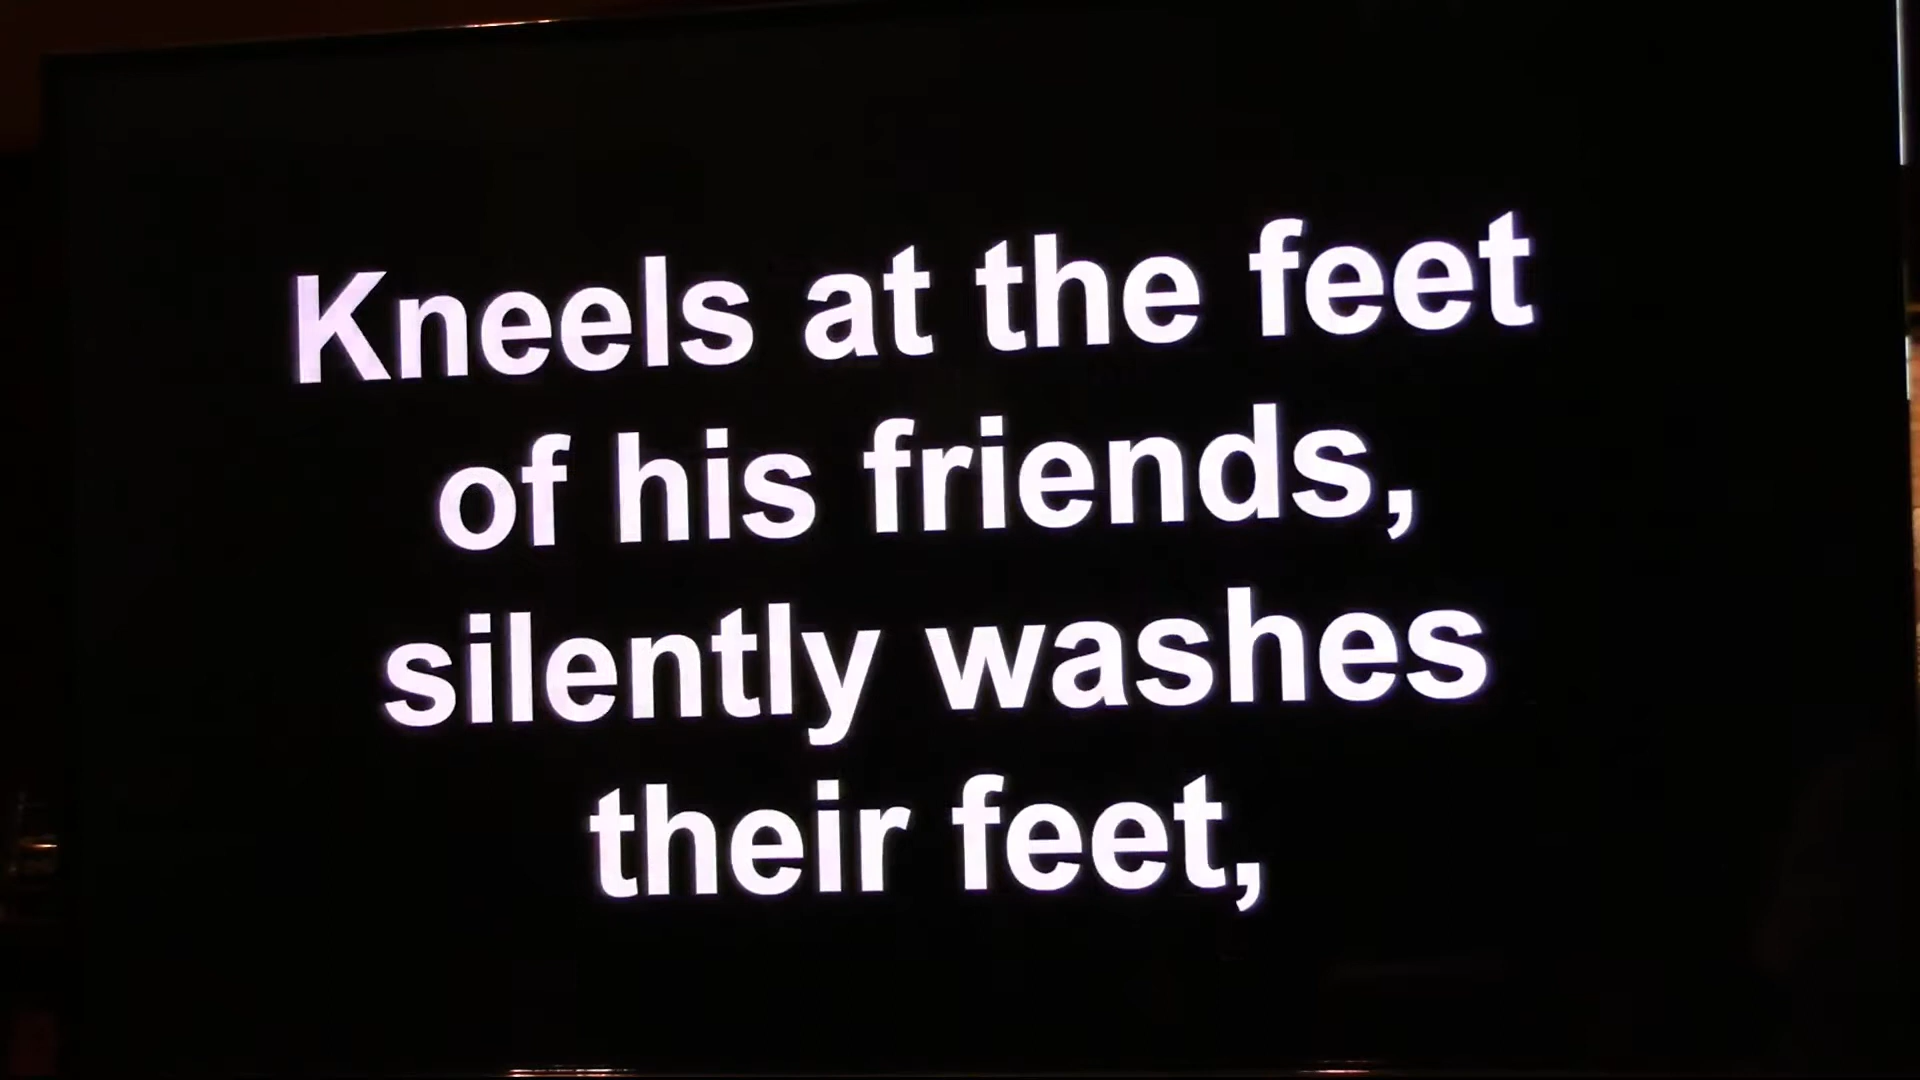 Kneels at the feet
of his friends,
silently washes
their feet,